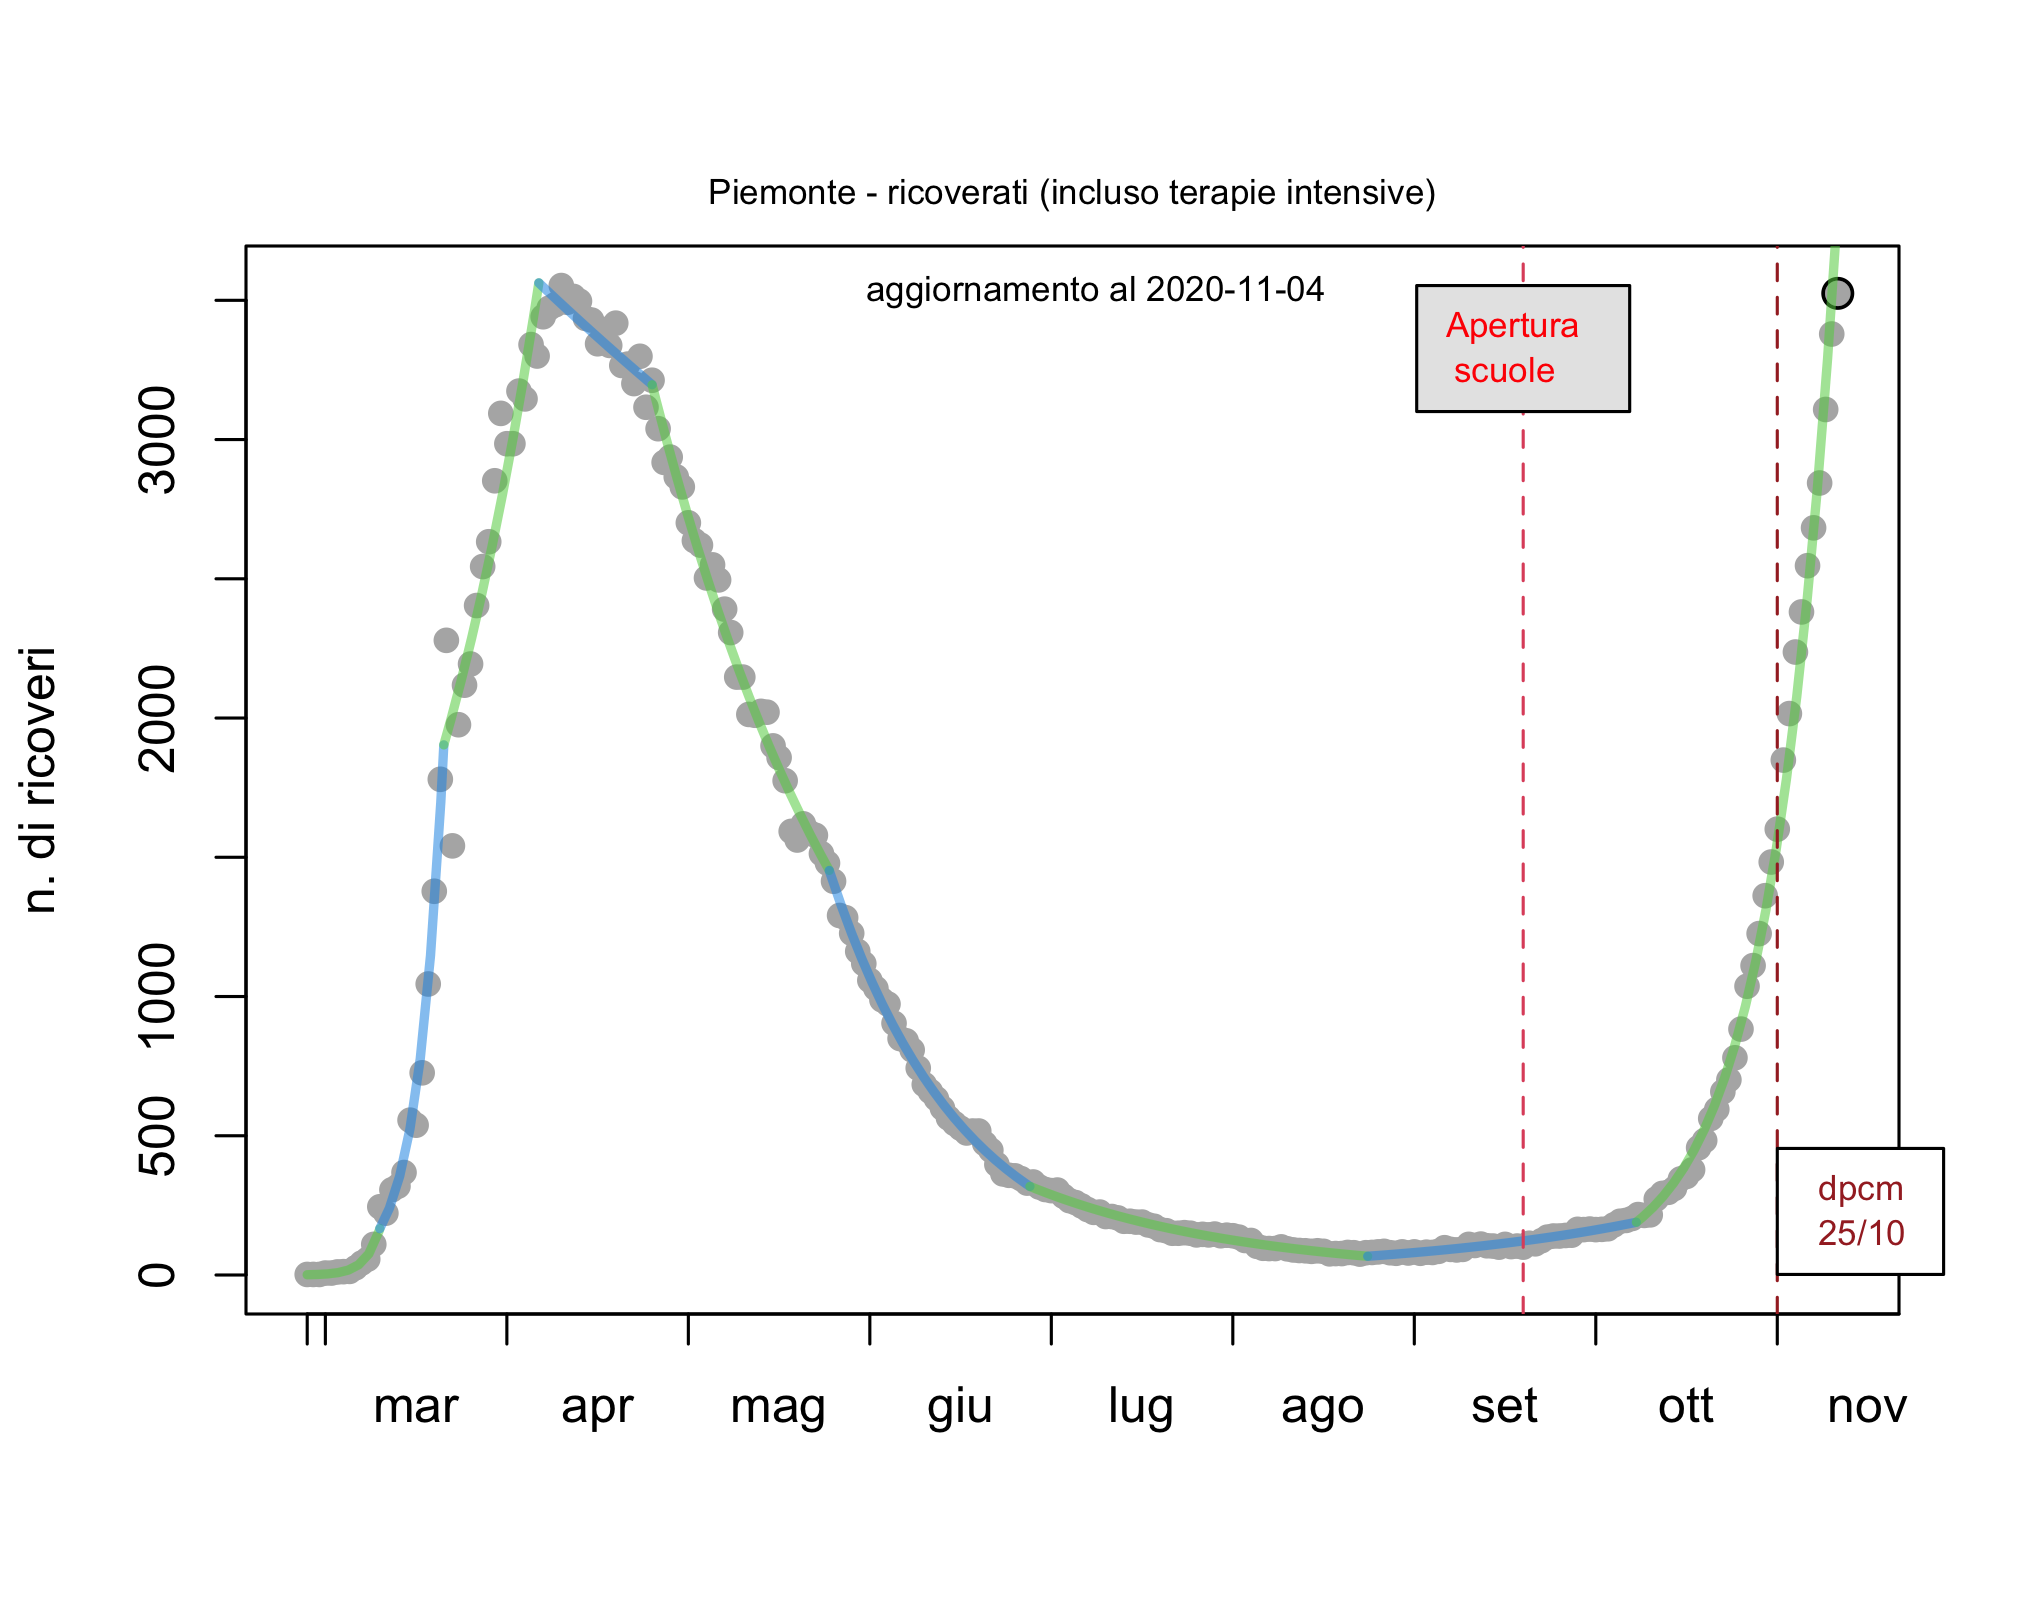 Piemonte - ricoverati (incluso terapie intensive)
aggiornamento al 2020-11-04
Apertura
scuole
n. di ricoveri
3000
2000
1000
500
0
dpcm
25/10
mar apr mag giu lug ago set ott nov